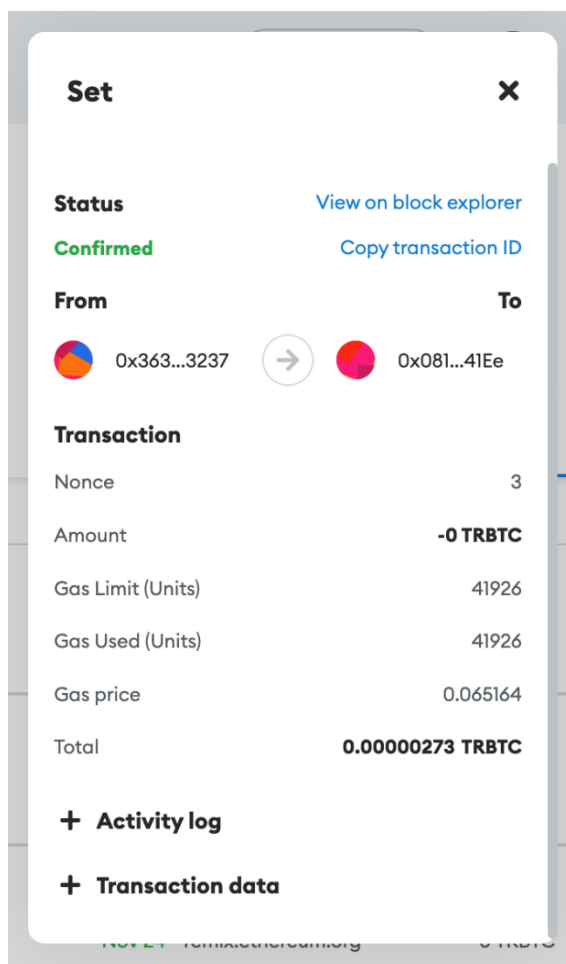 Set
Status View on block explorer
Confirmed Copy transaction ID
From To
0x363...3237 0x081...41Ee
Transaction
Nonce 3
Amount -0 TRBTC
Gas Limit (Units) 41926
Gas Used (Units) 41926
Gas price 0.065164
Total 0.00000273 TRBTC
+ Activity log
+ Transaction data